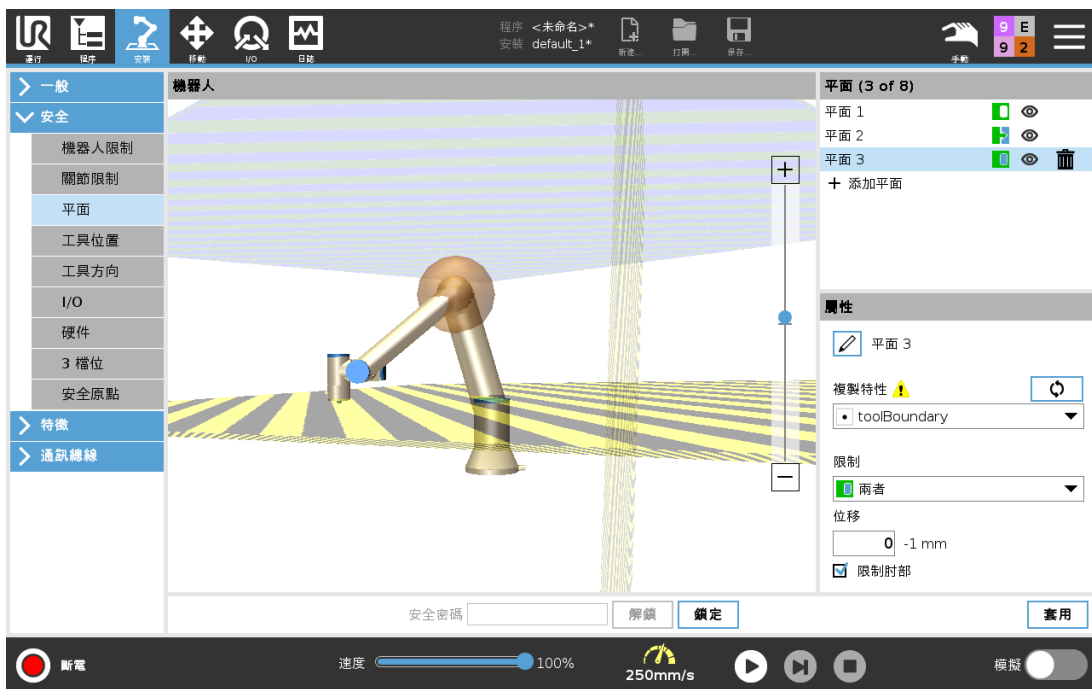 UR
運行
程序
安裝
移動
I/O
日誌
程序 <未命名>*
安裝 default_1*
新建...
打開...
保存...
手動
9 E
9 2
一般
安全
機器人限制
關節限制
平面
工具位置
工具方向
I/O
硬件
3 檔位
安全原點
特徵
通訊總線
機器人
平面 (3 of 8)
平面 1
平面 2
平面 3
+ 添加平面
屬性
平面 3
複製特性
toolBoundary
限制
兩者
位移
0 -1 mm
限制肘部
安全密碼
解鎖
鎖定
套用
斷電
速度
100%
250mm/s
模擬